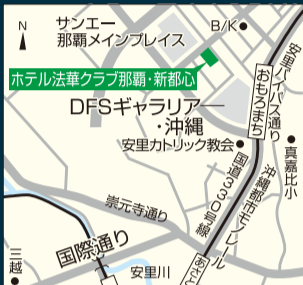 N
サンエー
那覇メインプレイス
B/K
ホテル法華クラブ那覇・新都心
DFSギャラリア
・沖縄
安里カトリック教会
おもろまち
安里バイパス通り
真嘉比小
国道330号線
沖縄都市モノレール
崇元寺通り
国際通り
三越
安里川
あさと